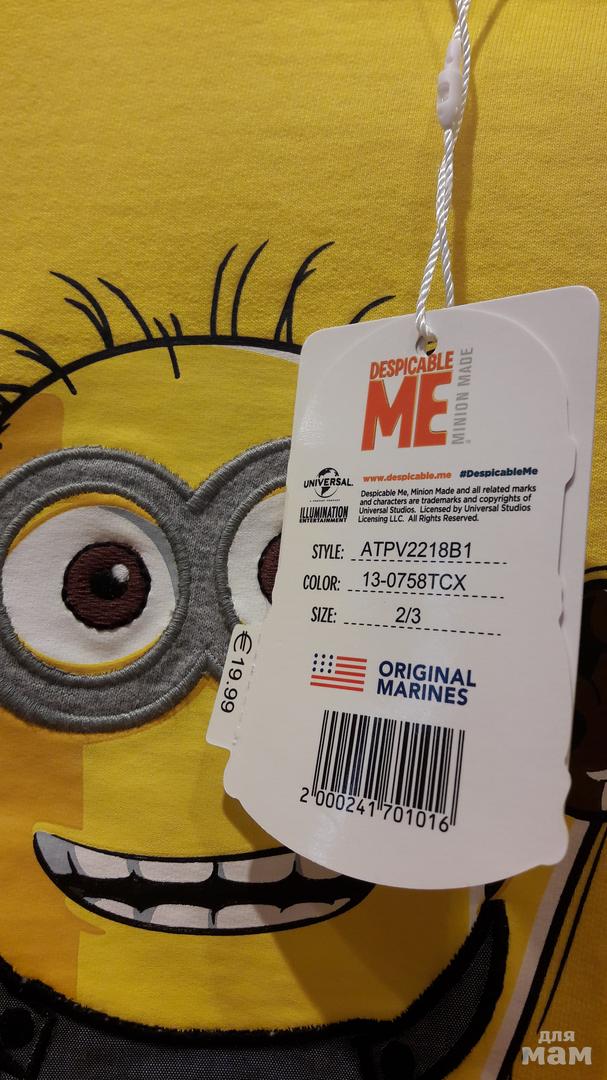 DESPICABLE
ME
MINION MADE
www.despicable.me #DespicableMe
UNIVERSAL
ILLUMINATION
ENTERTAINMENT
Despicable Me, Minion Made and all related marks
and characters are trademarks and copyrights of
Universal Studios. Licensed by Universal Studios
Licensing LLC. All Rights Reserved.
STYLE: ATPV2218B1
COLOR: 13-0758TCX
SIZE: 2/3
€19.99
ORIGINAL
MARINES
2 000241 701016
для
мам